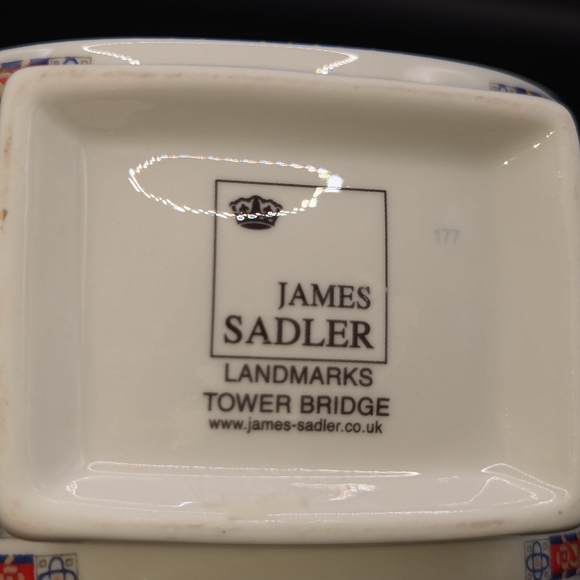 177
JAMES
SADLER
LANDMARKS
TOWER BRIDGE
www.james-sadler.co.uk